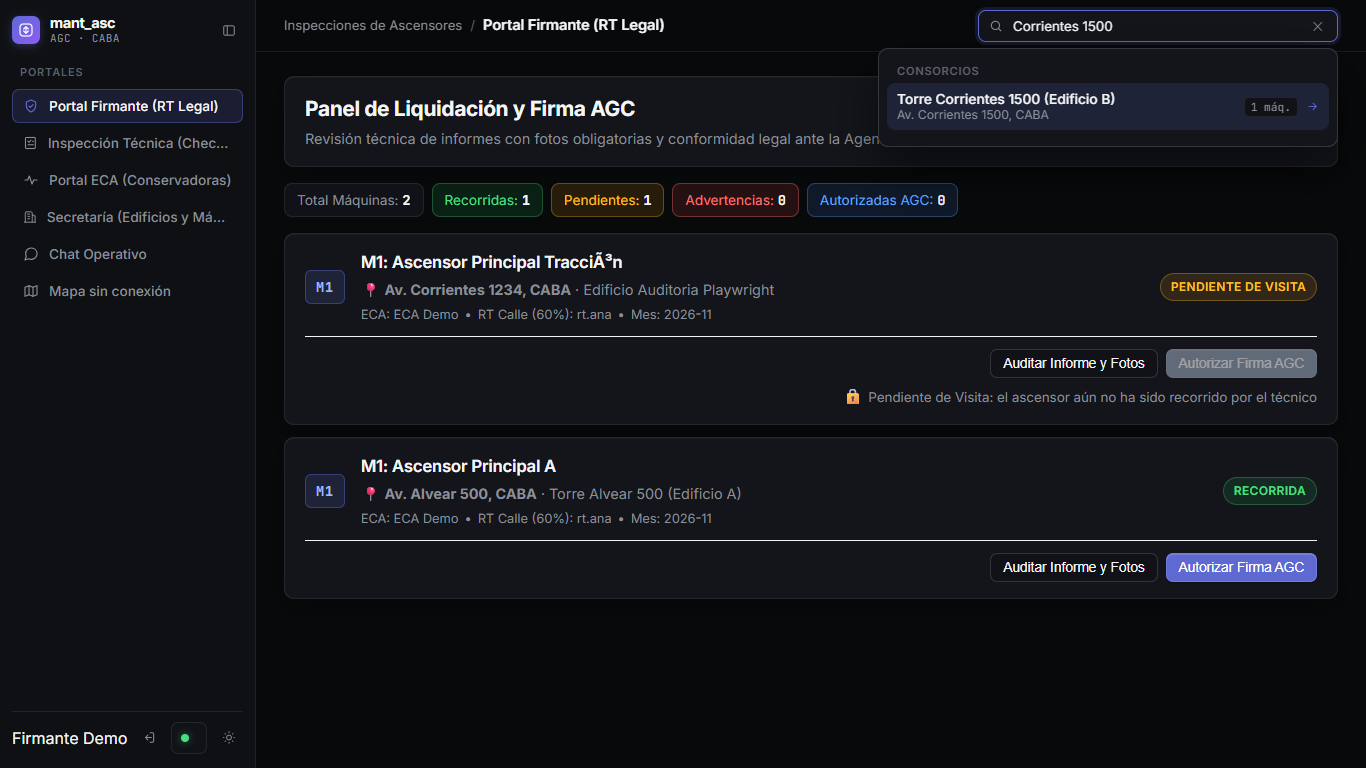 mant_asc
AGC · CABA
PORTALES
Portal Firmante (RT Legal)
Inspección Técnica (Chec...
Portal ECA (Conservadoras)
Secretaría (Edificios y Má...
Chat Operativo
Mapa sin conexión
Firmante Demo
Inspecciones de Ascensores / Portal Firmante (RT Legal)
Corrientes 1500
CONSORCIOS
Torre Corrientes 1500 (Edificio B)
Av. Corrientes 1500, CABA
1 máq.
Panel de Liquidación y Firma AGC
Revisión técnica de informes con fotos obligatorias y conformidad legal ante la Agen
Total Máquinas: 2
Recorridas: 1
Pendientes: 1
Advertencias: 0
Autorizadas AGC: 0
M1
M1: Ascensor Principal TracciÃ³n
Av. Corrientes 1234, CABA · Edificio Auditoria Playwright
ECA: ECA Demo • RT Calle (60%): rt.ana • Mes: 2026-11
PENDIENTE DE VISITA
Auditar Informe y Fotos
Autorizar Firma AGC
Pendiente de Visita: el ascensor aún no ha sido recorrido por el técnico
M1
M1: Ascensor Principal A
Av. Alvear 500, CABA · Torre Alvear 500 (Edificio A)
ECA: ECA Demo • RT Calle (60%): rt.ana • Mes: 2026-11
RECORRIDA
Auditar Informe y Fotos
Autorizar Firma AGC